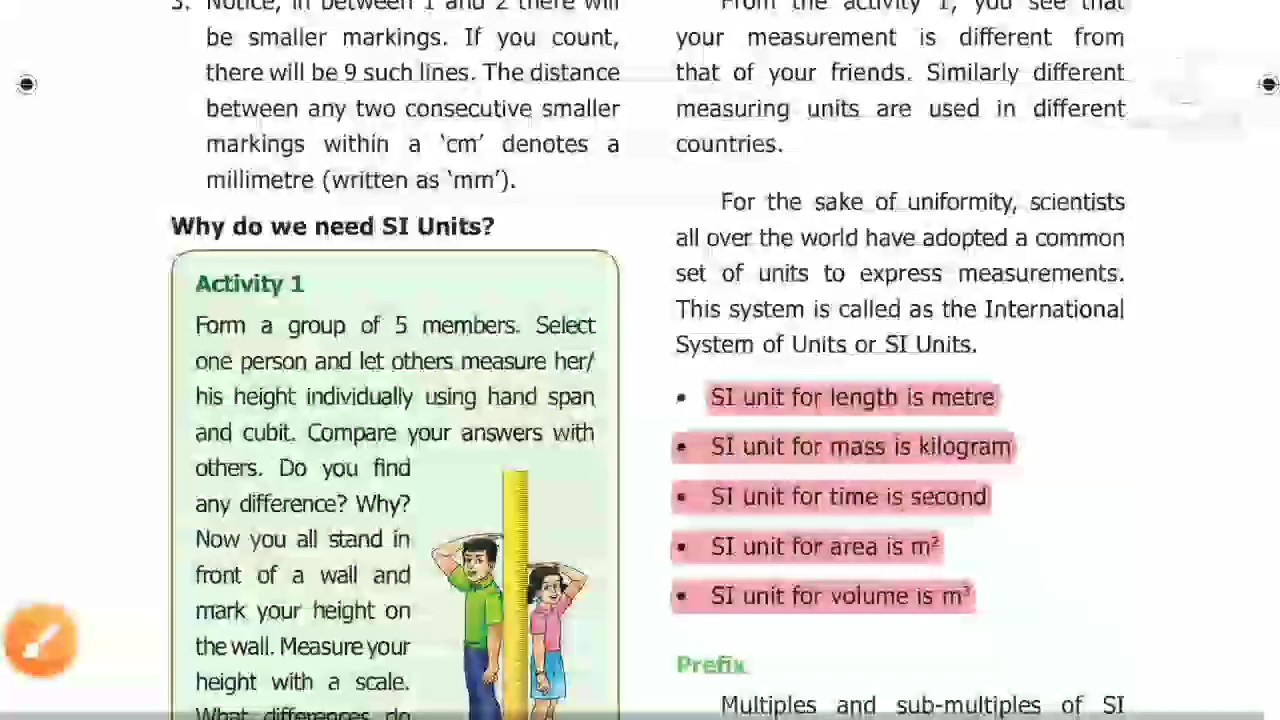 3. Notice, in between 1 and 2 there will
be smaller markings. If you count,
there will be 9 such lines. The distance
between any two consecutive smaller
markings within a ‘cm’ denotes a
millimetre (written as ‘mm’).
Why do we need SI Units?
Activity 1
Form a group of 5 members. Select
one person and let others measure her/
his height individually using hand span
and cubit. Compare your answers with
others. Do you find
any difference? Why?
Now you all stand in
front of a wall and
mark your height on
the wall. Measure your
height with a scale.
What differences do
From the activity 1, you see that
your measurement is different from
that of your friends. Similarly different
measuring units are used in different
countries.
For the sake of uniformity, scientists
all over the world have adopted a common
set of units to express measurements.
This system is called as the International
System of Units or SI Units.
• SI unit for length is metre
• SI unit for mass is kilogram
• SI unit for time is second
• SI unit for area is m²
• SI unit for volume is m³
Prefix
Multiples and sub-multiples of SI